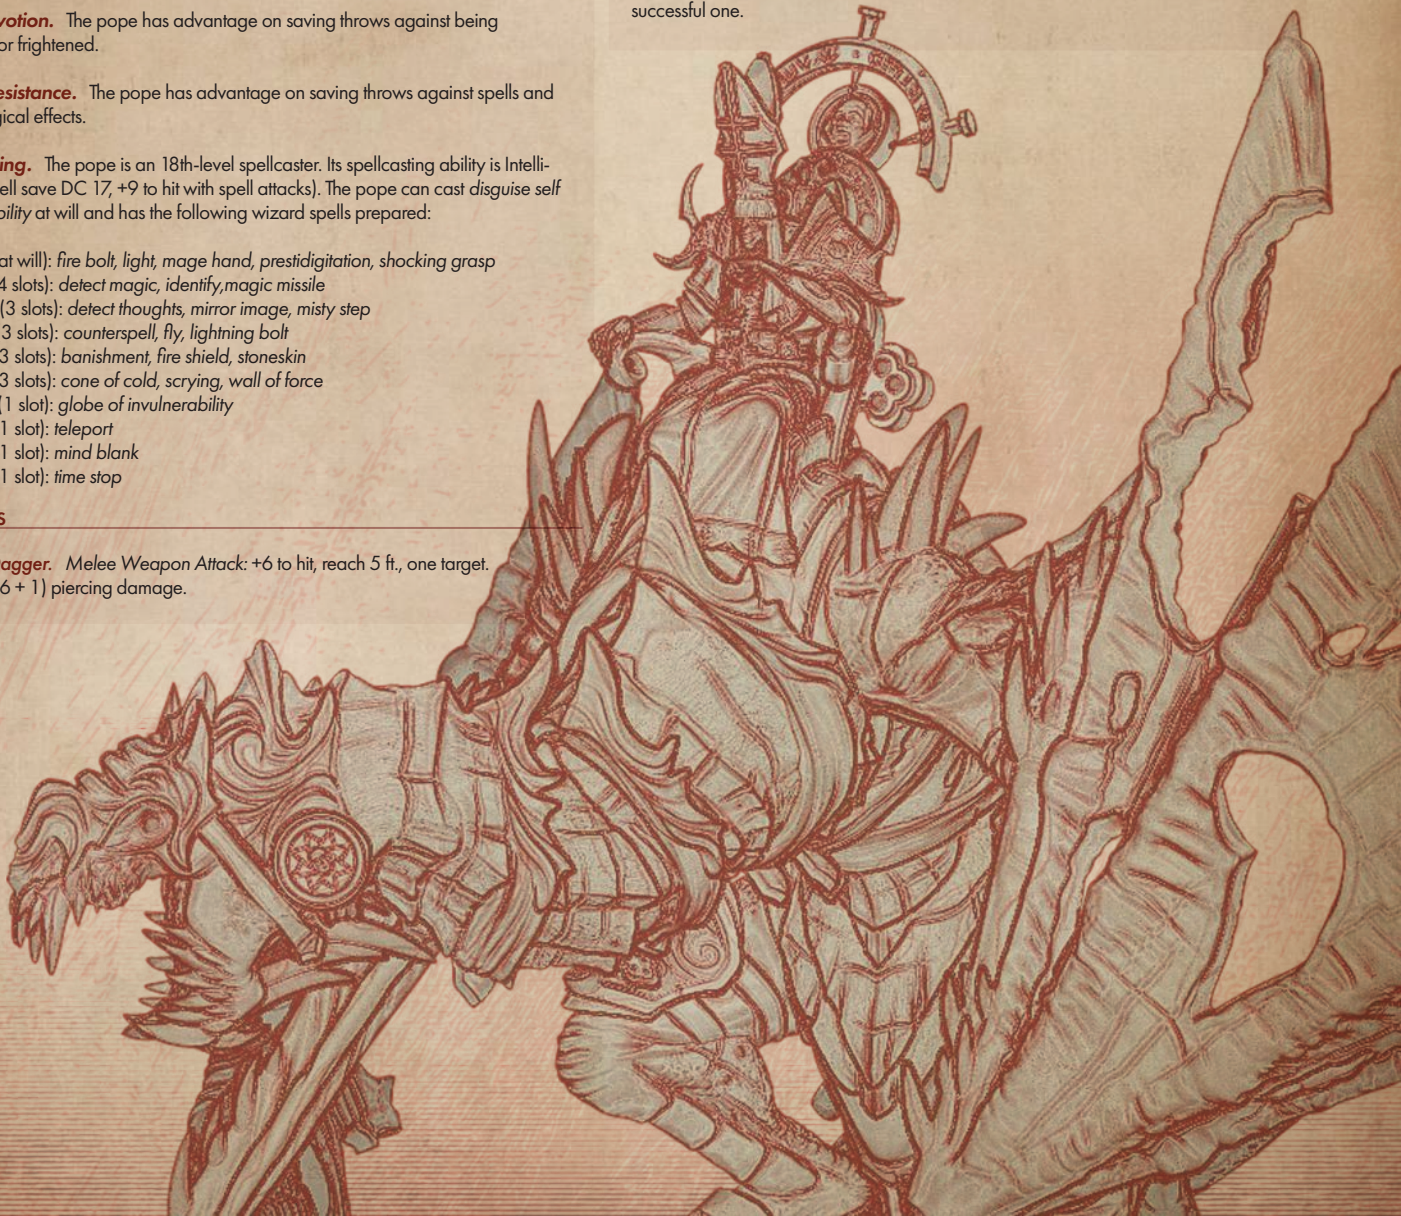 votion. The pope has advantage on saving throws against being
or frightened.
esistance. The pope has advantage on saving throws against spells and
gical effects.
ing. The pope is an 18th-level spellcaster. Its spellcasting ability is Intelli-
ell save DC 17, +9 to hit with spell attacks). The pope can cast disguise self
bility at will and has the following wizard spells prepared:
at will): fire bolt, light, mage hand, prestidigitation, shocking grasp
4 slots): detect magic, identify,magic missile
(3 slots): detect thoughts, mirror image, misty step
3 slots): counterspell, fly, lightning bolt
3 slots): banishment, fire shield, stoneskin
3 slots): cone of cold, scrying, wall of force
(1 slot): globe of invulnerability
1 slot): teleport
1 slot): mind blank
1 slot): time stop
s
agger. Melee Weapon Attack: +6 to hit, reach 5 ft., one target.
6 + 1) piercing damage.
successful one.